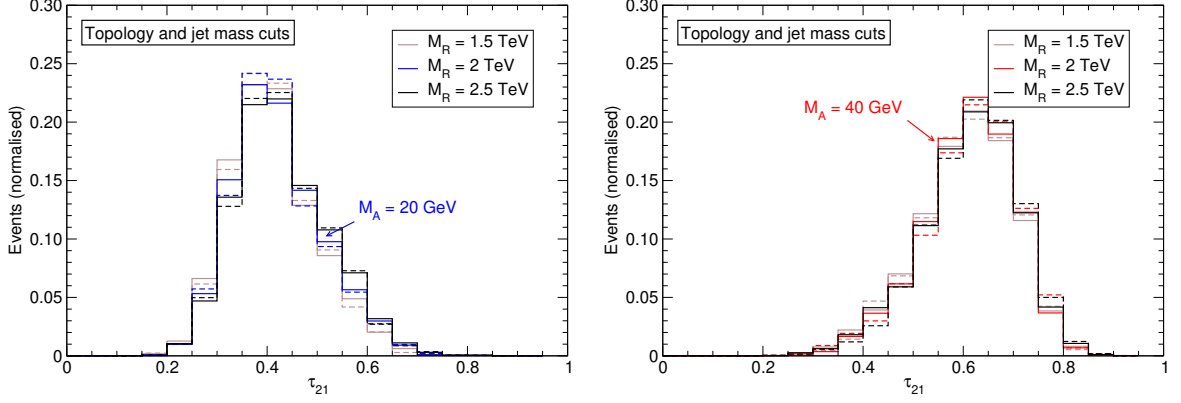 Topology and jet mass cuts
M_R = 1.5 TeV
M_R = 2 TeV
M_R = 2.5 TeV
M_A = 20 GeV
Events (normalised)
0.30
0.25
0.20
0.15
0.10
0.05
0
0 0.2 0.4 0.6 0.8 1
τ_21
Topology and jet mass cuts
M_R = 1.5 TeV
M_R = 2 TeV
M_R = 2.5 TeV
M_A = 40 GeV
Events (normalised)
0.30
0.25
0.20
0.15
0.10
0.05
0
0 0.2 0.4 0.6 0.8 1
τ_21